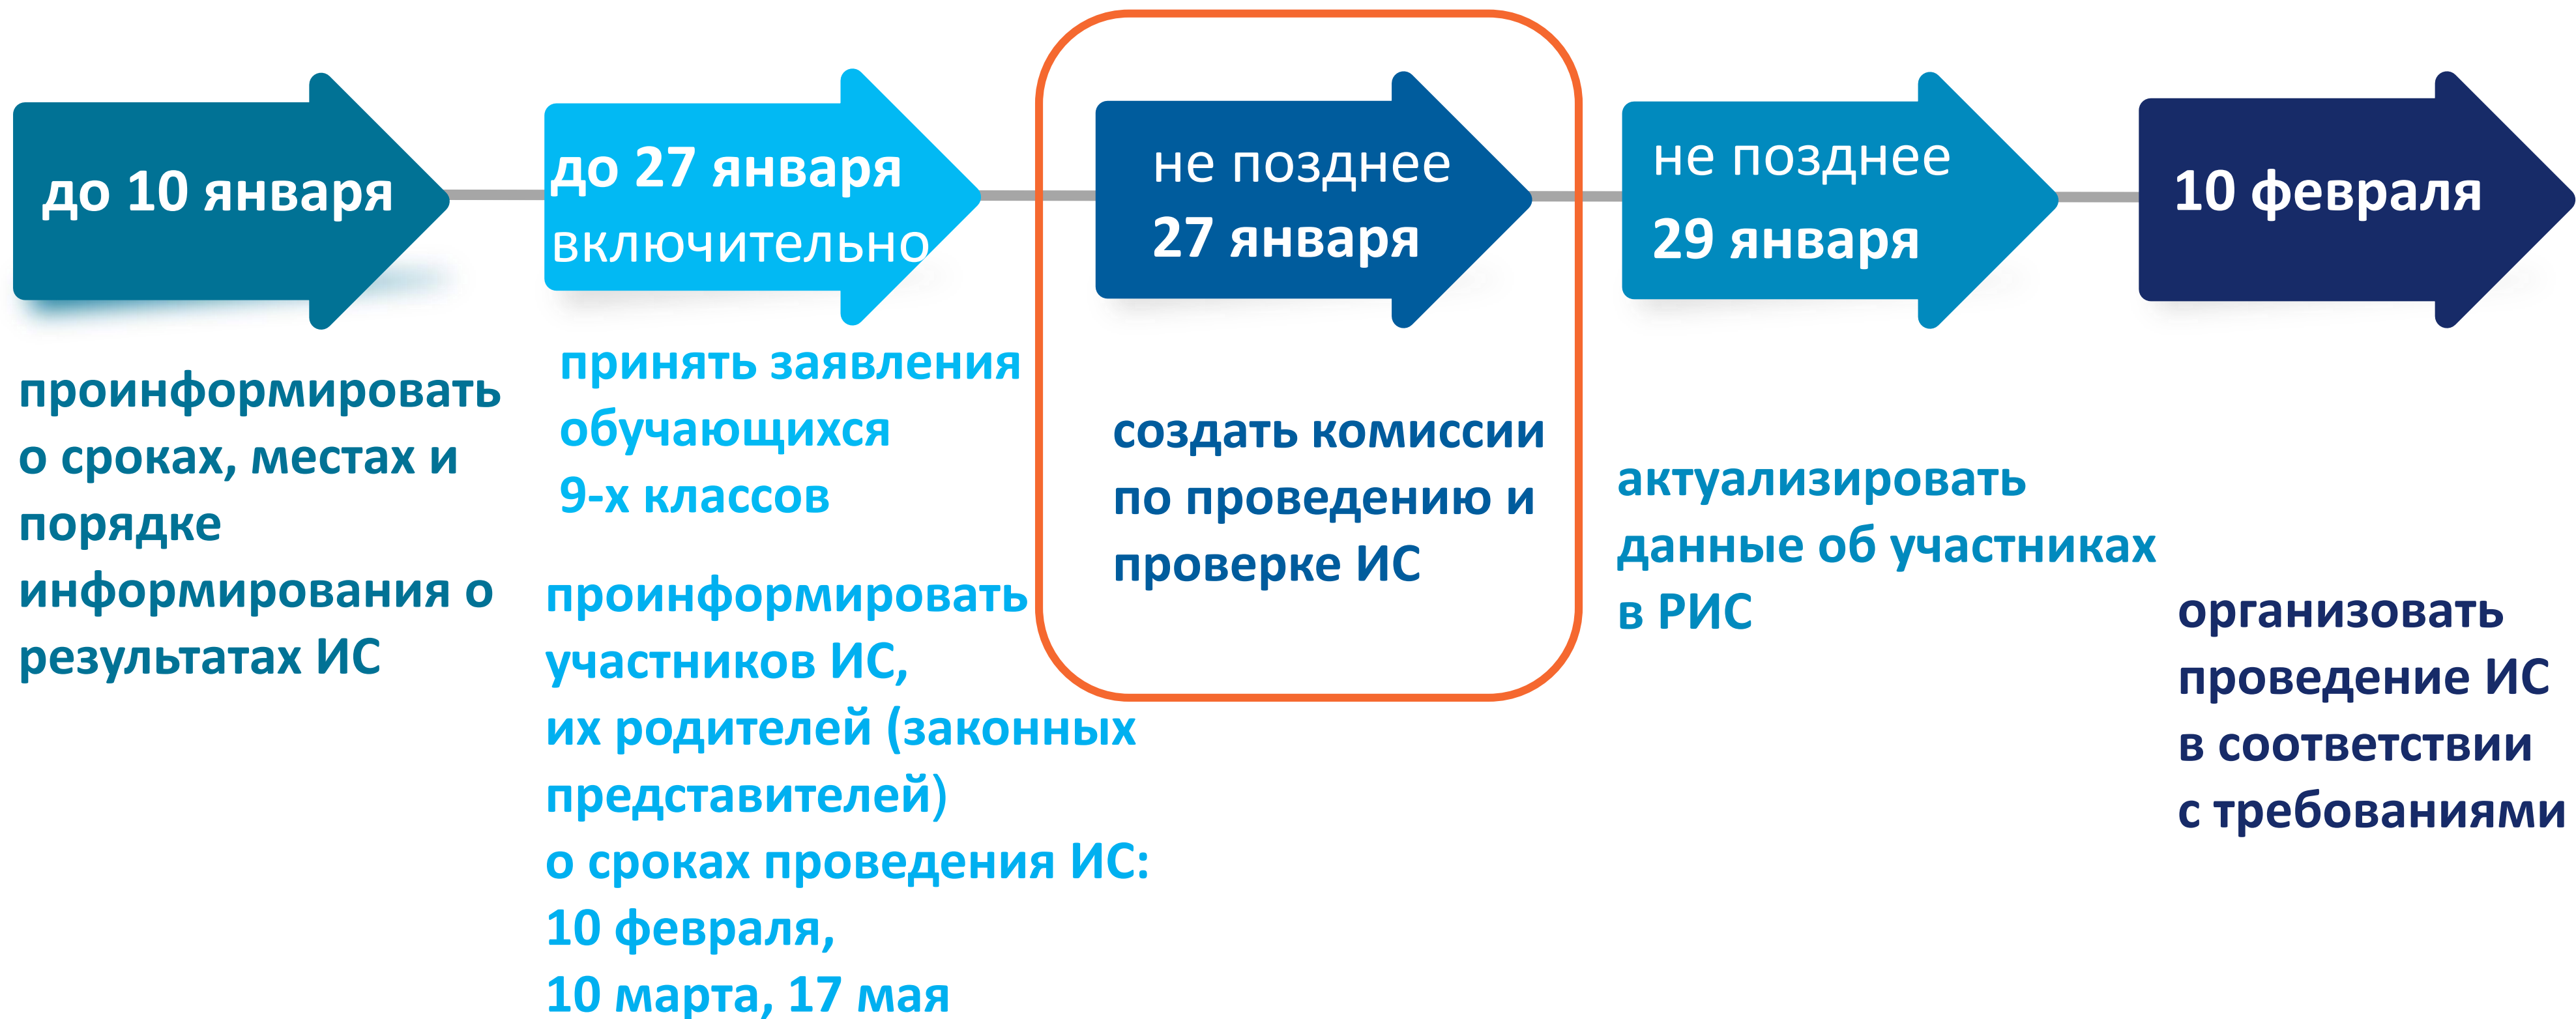 до 10 января
проинформировать
о сроках, местах и
порядке
информирования о
результатах ИС
до 27 января
включительно
принять заявления
обучающихся
9-х классов
проинформировать
участников ИС,
их родителей (законных
представителей)
о сроках проведения ИС:
10 февраля,
10 марта, 17 мая
не позднее
27 января
создать комиссии
по проведению и
проверке ИС
не позднее
29 января
актуализировать
данные об участниках
в РИС
10 февраля
организовать
проведение ИС
в соответствии
с требованиями